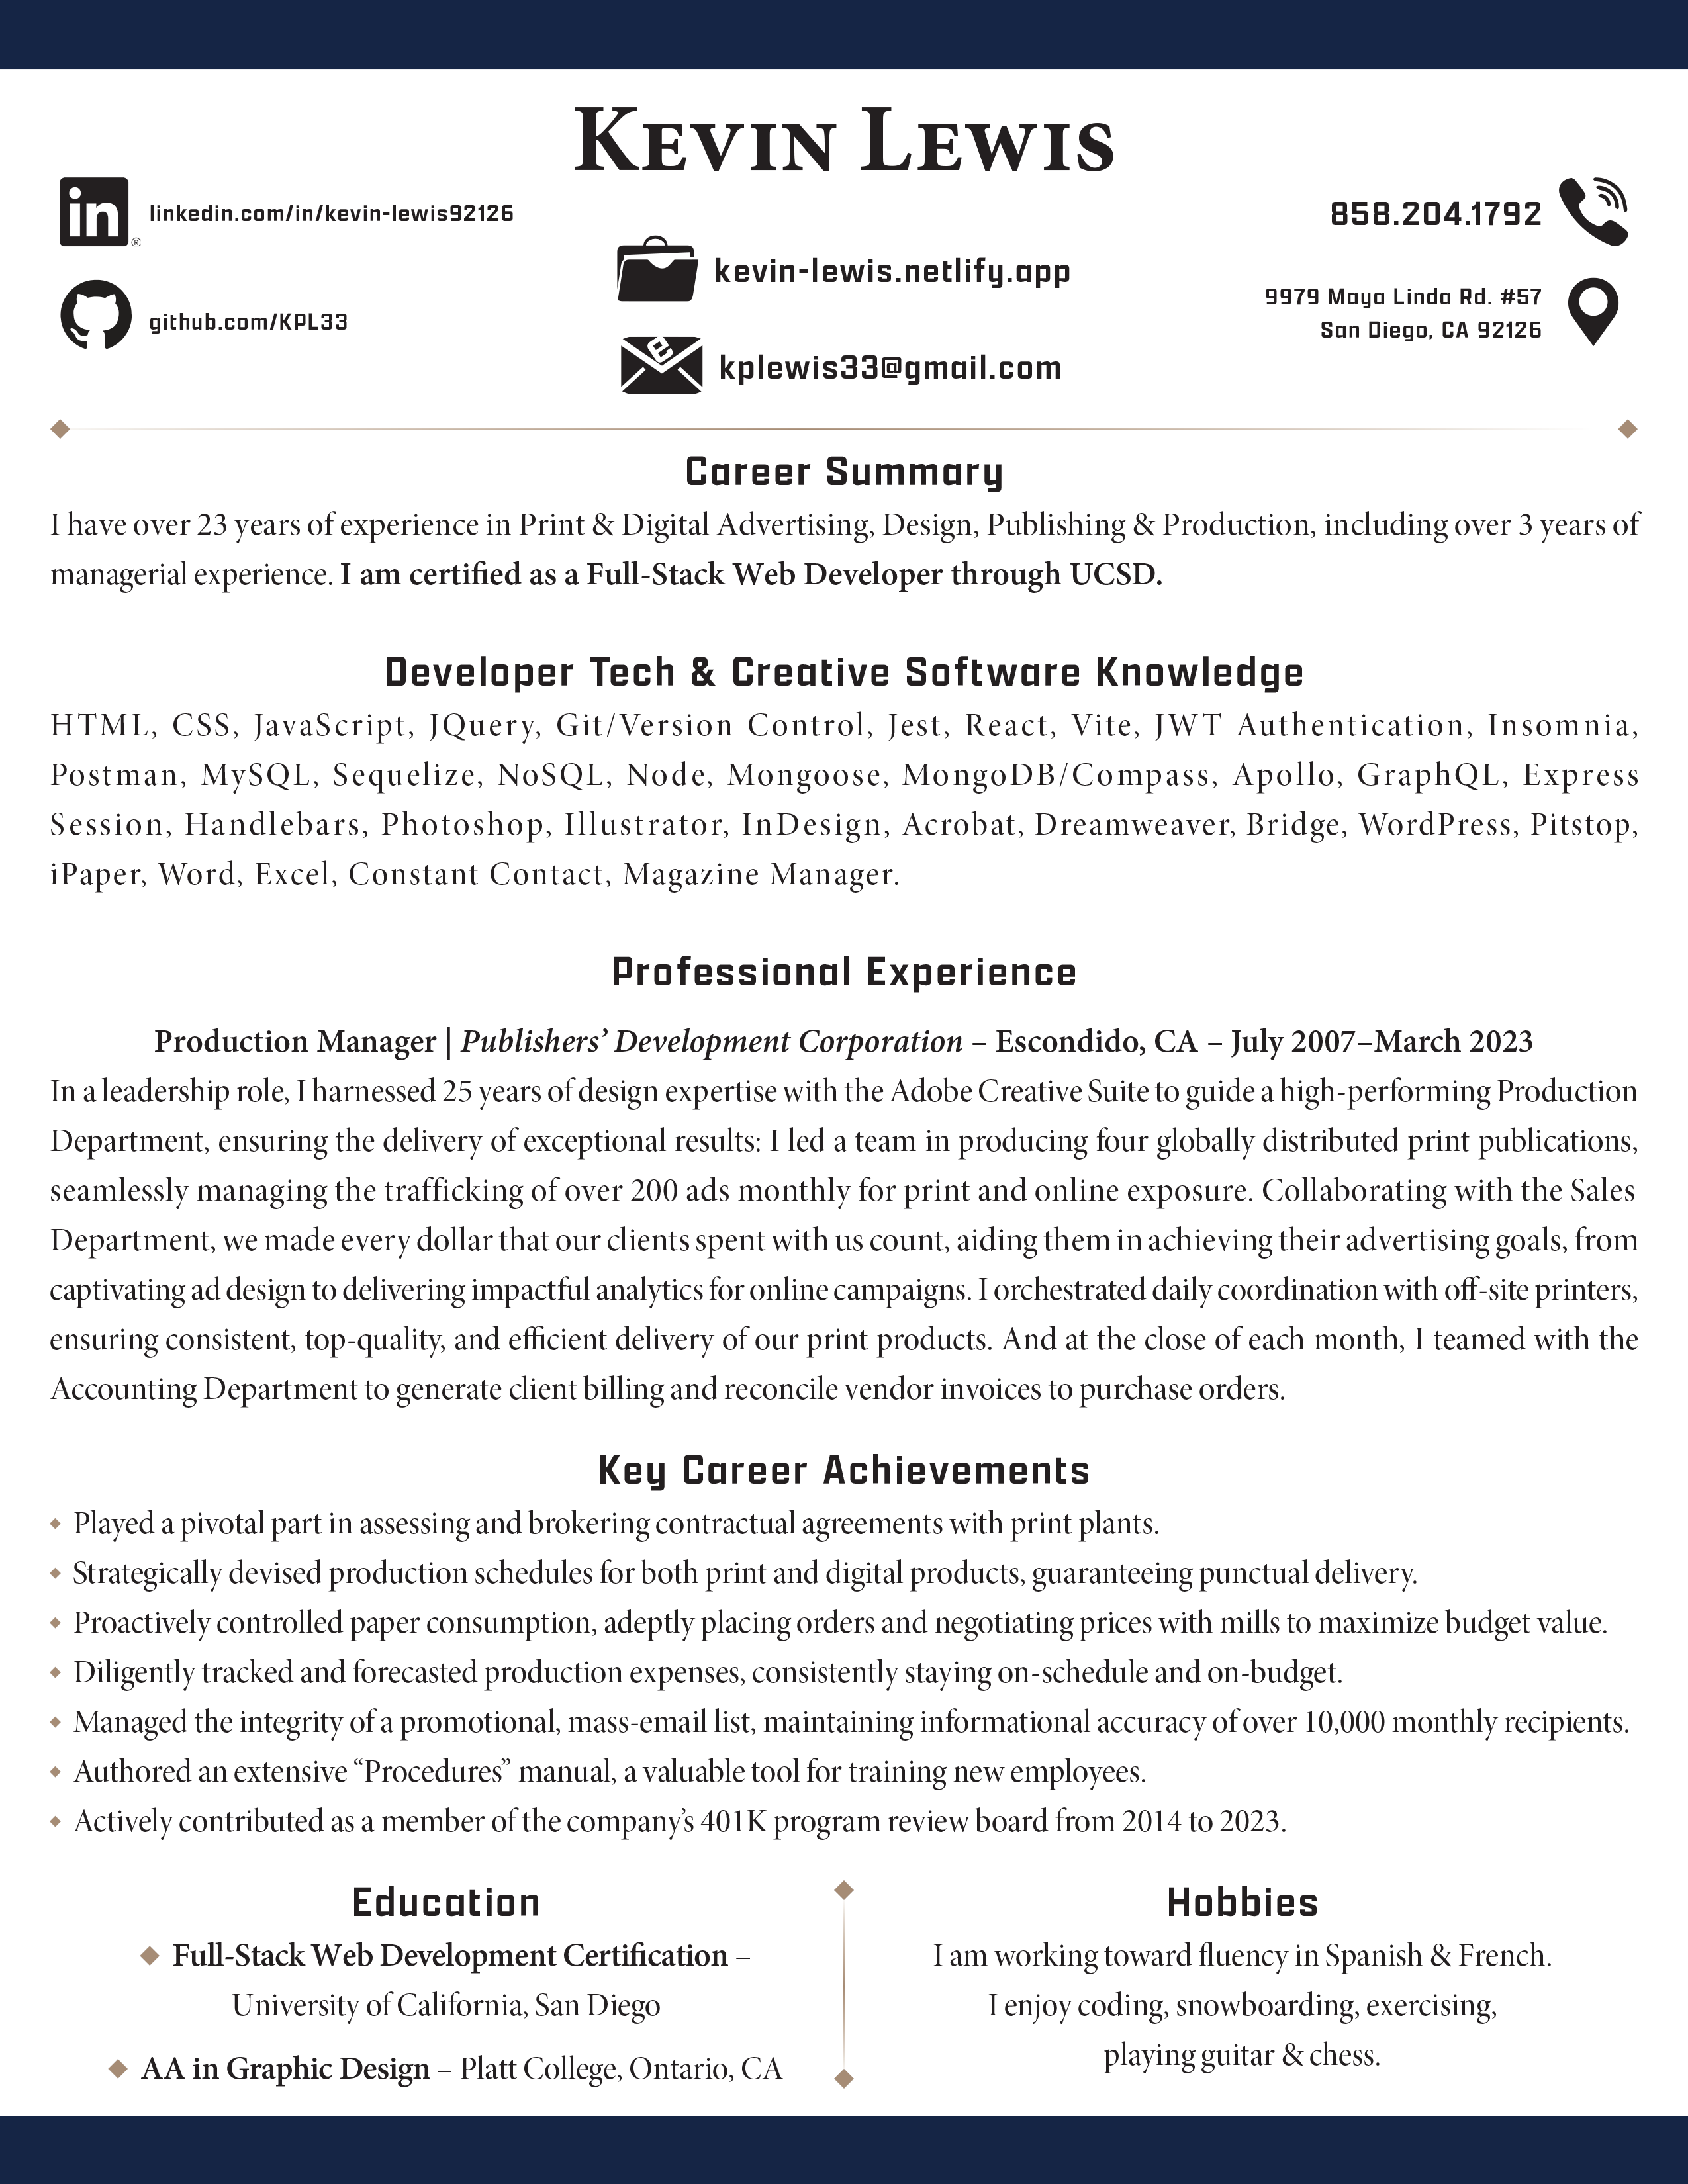 Kevin Lewis
in®
linkedin.com/in/kevin-lewis92126
github.com/KPL33
kevin-lewis.netlify.app
kplewis33@gmail.com
858.204.1792
9979 Maya Linda Rd. #57
San Diego, CA 92126
Career Summary
I have over 23 years of experience in Print & Digital Advertising, Design, Publishing & Production, including over 3 years of
managerial experience. I am certified as a Full-Stack Web Developer through UCSD.
Developer Tech & Creative Software Knowledge
HTML, CSS, JavaScript, JQuery, Git/Version Control, Jest, React, Vite, JWT Authentication, Insomnia,
Postman, MySQL, Sequelize, NoSQL, Node, Mongoose, MongoDB/Compass, Apollo, GraphQL, Express
Session, Handlebars, Photoshop, Illustrator, InDesign, Acrobat, Dreamweaver, Bridge, WordPress, Pitstop,
iPaper, Word, Excel, Constant Contact, Magazine Manager.
Professional Experience
Production Manager | Publishers’ Development Corporation – Escondido, CA – July 2007–March 2023
In a leadership role, I harnessed 25 years of design expertise with the Adobe Creative Suite to guide a high-performing Production
Department, ensuring the delivery of exceptional results: I led a team in producing four globally distributed print publications,
seamlessly managing the trafficking of over 200 ads monthly for print and online exposure. Collaborating with the Sales
Department, we made every dollar that our clients spent with us count, aiding them in achieving their advertising goals, from
captivating ad design to delivering impactful analytics for online campaigns. I orchestrated daily coordination with off-site printers,
ensuring consistent, top-quality, and efficient delivery of our print products. And at the close of each month, I teamed with the
Accounting Department to generate client billing and reconcile vendor invoices to purchase orders.
Key Career Achievements
Played a pivotal part in assessing and brokering contractual agreements with print plants.
Strategically devised production schedules for both print and digital products, guaranteeing punctual delivery.
Proactively controlled paper consumption, adeptly placing orders and negotiating prices with mills to maximize budget value.
Diligently tracked and forecasted production expenses, consistently staying on-schedule and on-budget.
Managed the integrity of a promotional, mass-email list, maintaining informational accuracy of over 10,000 monthly recipients.
Authored an extensive “Procedures” manual, a valuable tool for training new employees.
Actively contributed as a member of the company’s 401K program review board from 2014 to 2023.
Education
Full-Stack Web Development Certification –
University of California, San Diego
AA in Graphic Design – Platt College, Ontario, CA
Hobbies
I am working toward fluency in Spanish & French.
I enjoy coding, snowboarding, exercising,
playing guitar & chess.